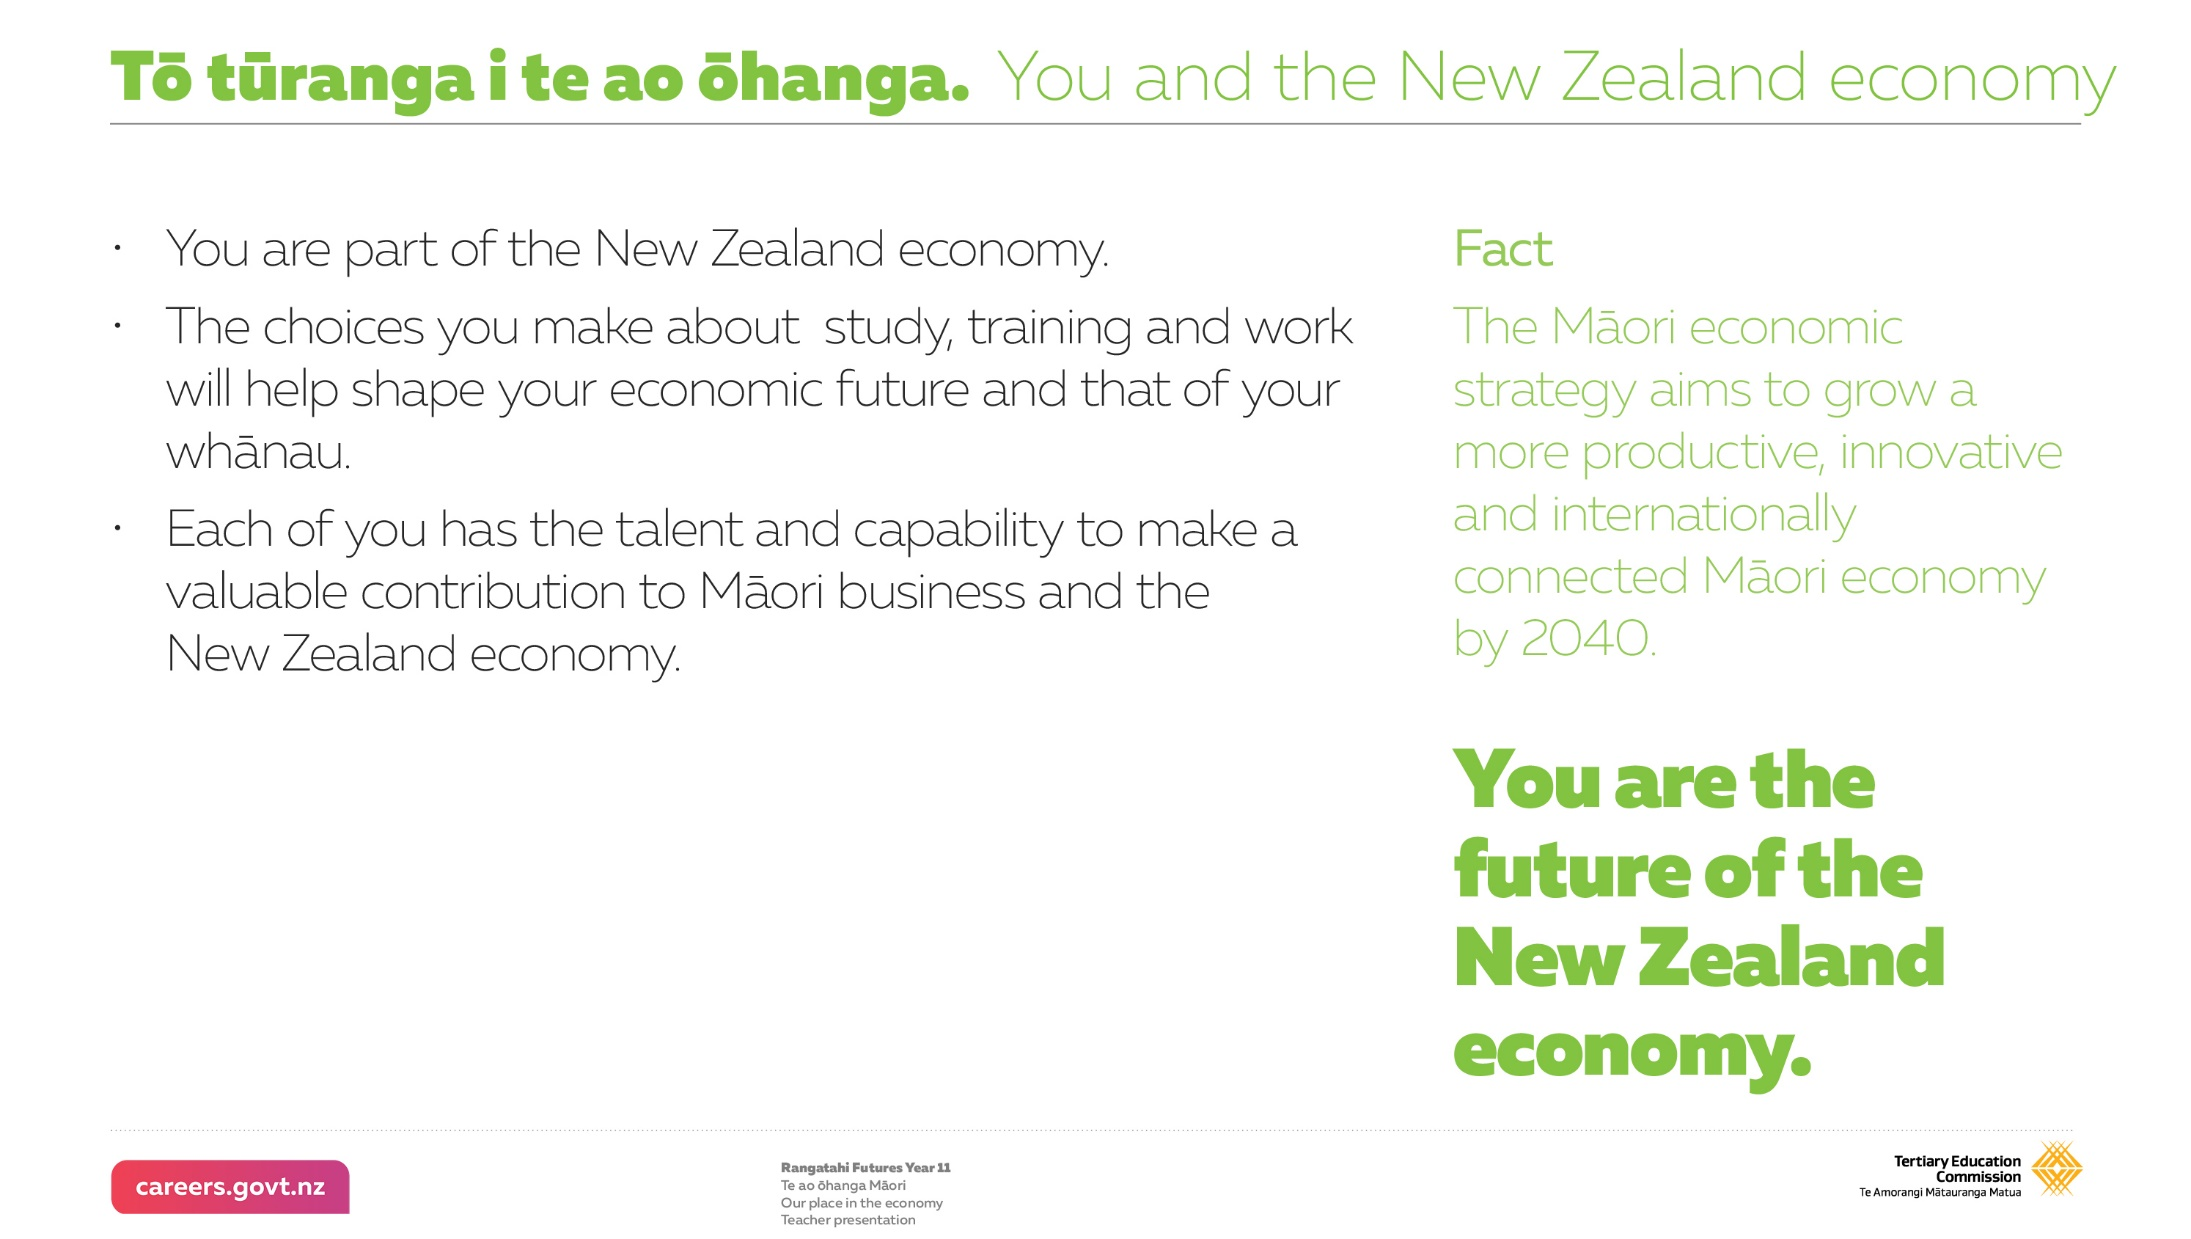 Tō tūranga i te ao ōhanga. You and the New Zealand economy
· You are part of the New Zealand economy.
· The choices you make about  study, training and work
will help shape your economic future and that of your
whānau.
· Each of you has the talent and capability to make a
valuable contribution to Māori business and the
New Zealand economy.
Fact
The Māori economic
strategy aims to grow a
more productive, innovative
and internationally
connected Māori economy
by 2040.
You are the
future of the
New Zealand
economy.
careers.govt.nz
Rangatahi Futures Year 11
Te ao ōhanga Māori
Our place in the economy
Teacher presentation
Tertiary Education
Commission
Te Amorangi Mātauranga Matua